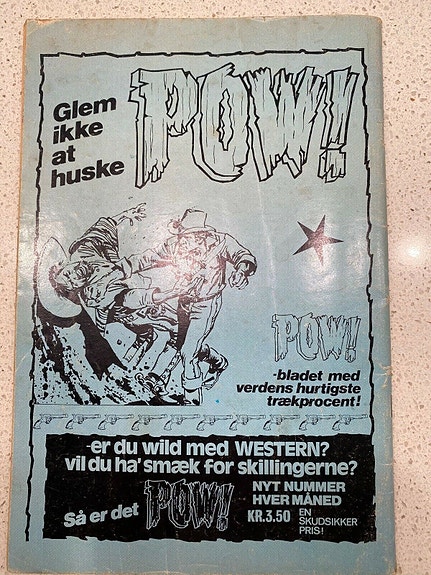 Glem
ikke
at
huske
POW!
POW!
-bladet med
verdens hurtigste
trækprocent!
-er du wild med WESTERN?
vil du ha' smæk for skillingerne?
Så er det POW!
NYT NUMMER
HVER MÅNED
KR.3.50 EN
SKUDSIKKER
PRIS!